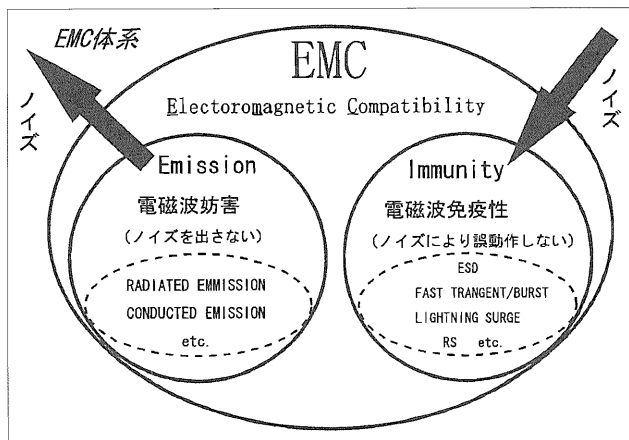 EMC体系
EMC
Electoromagnetic Compatibility
ノイズ
ノイズ
Emission
電磁波妨害
(ノイズを出さない)
RADIATED EMMISSION
CONDUCTED EMISSION
etc.
Immunity
電磁波免疫性
(ノイズにより誤動作しない)
ESD
FAST TRANGENT/BURST
LIGHTNING SURGE
RS etc.